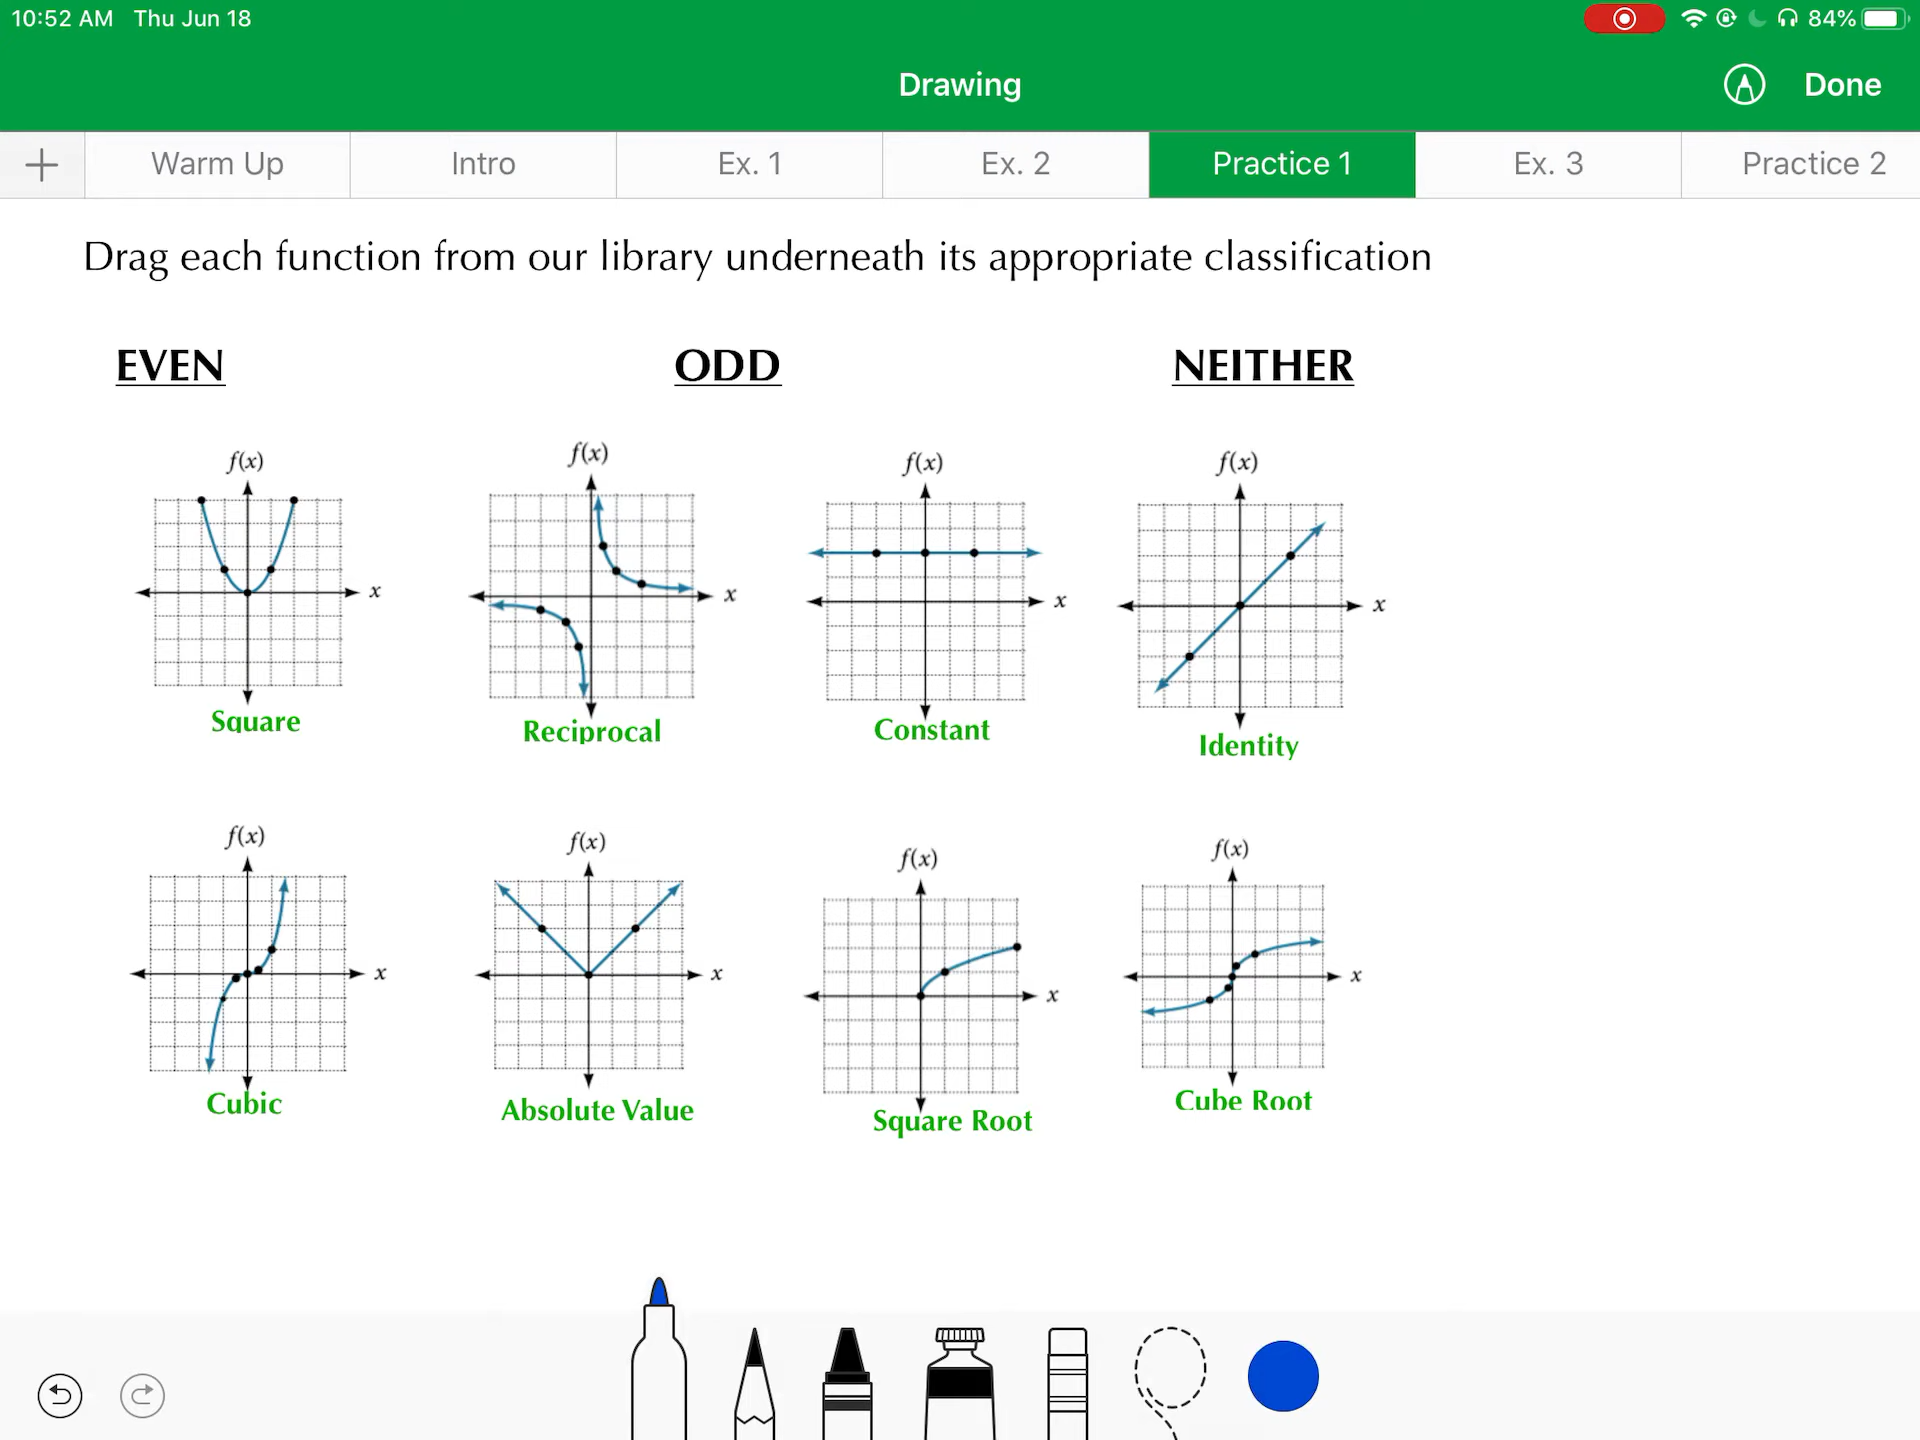 10:52 AM Thu Jun 18
84%
Drawing
Done
Warm Up
Intro
Ex. 1
Ex. 2
Practice 1
Ex. 3
Practice 2
Drag each function from our library underneath its appropriate classification
EVEN
ODD
NEITHER
f(x)
x
Square
f(x)
x
Reciprocal
f(x)
x
Constant
f(x)
x
Identity
f(x)
x
Cubic
f(x)
x
Absolute Value
f(x)
x
Square Root
f(x)
x
Cube Root